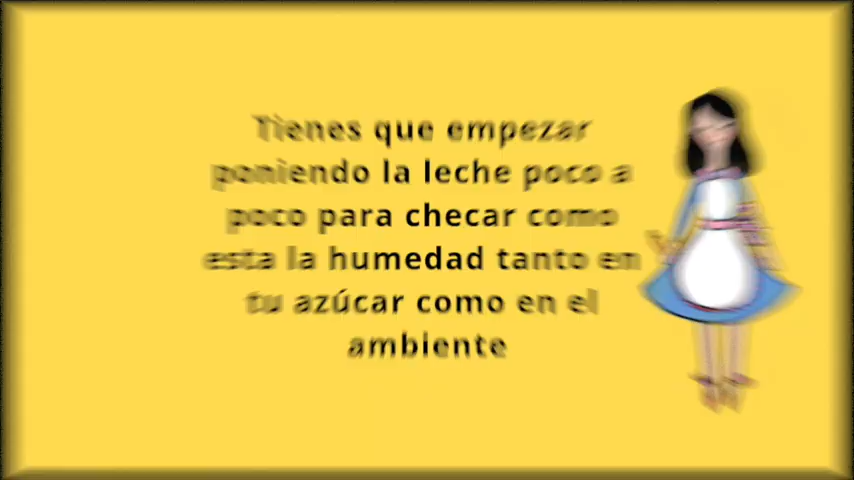 Tienes que empezar
poniendo la leche poco a
poco para checar como
esta la humedad tanto en
tu azúcar como en el
ambiente